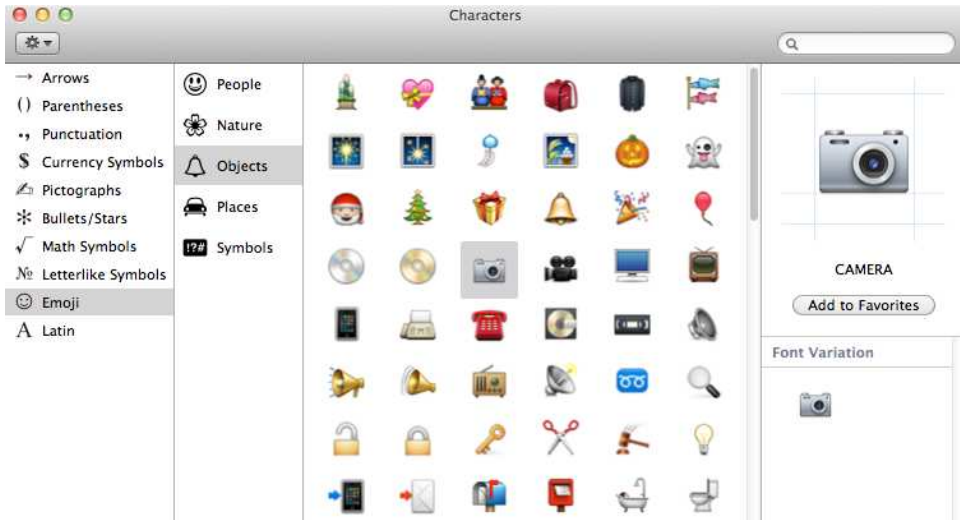 Characters
→ Arrows
() Parentheses
., Punctuation
$ Currency Symbols
Pictographs
Bullets/Stars
√ Math Symbols
№ Letterlike Symbols
Emoji
A Latin
People
Nature
Objects
Places
!?# Symbols
CAMERA
Add to Favorites
Font Variation